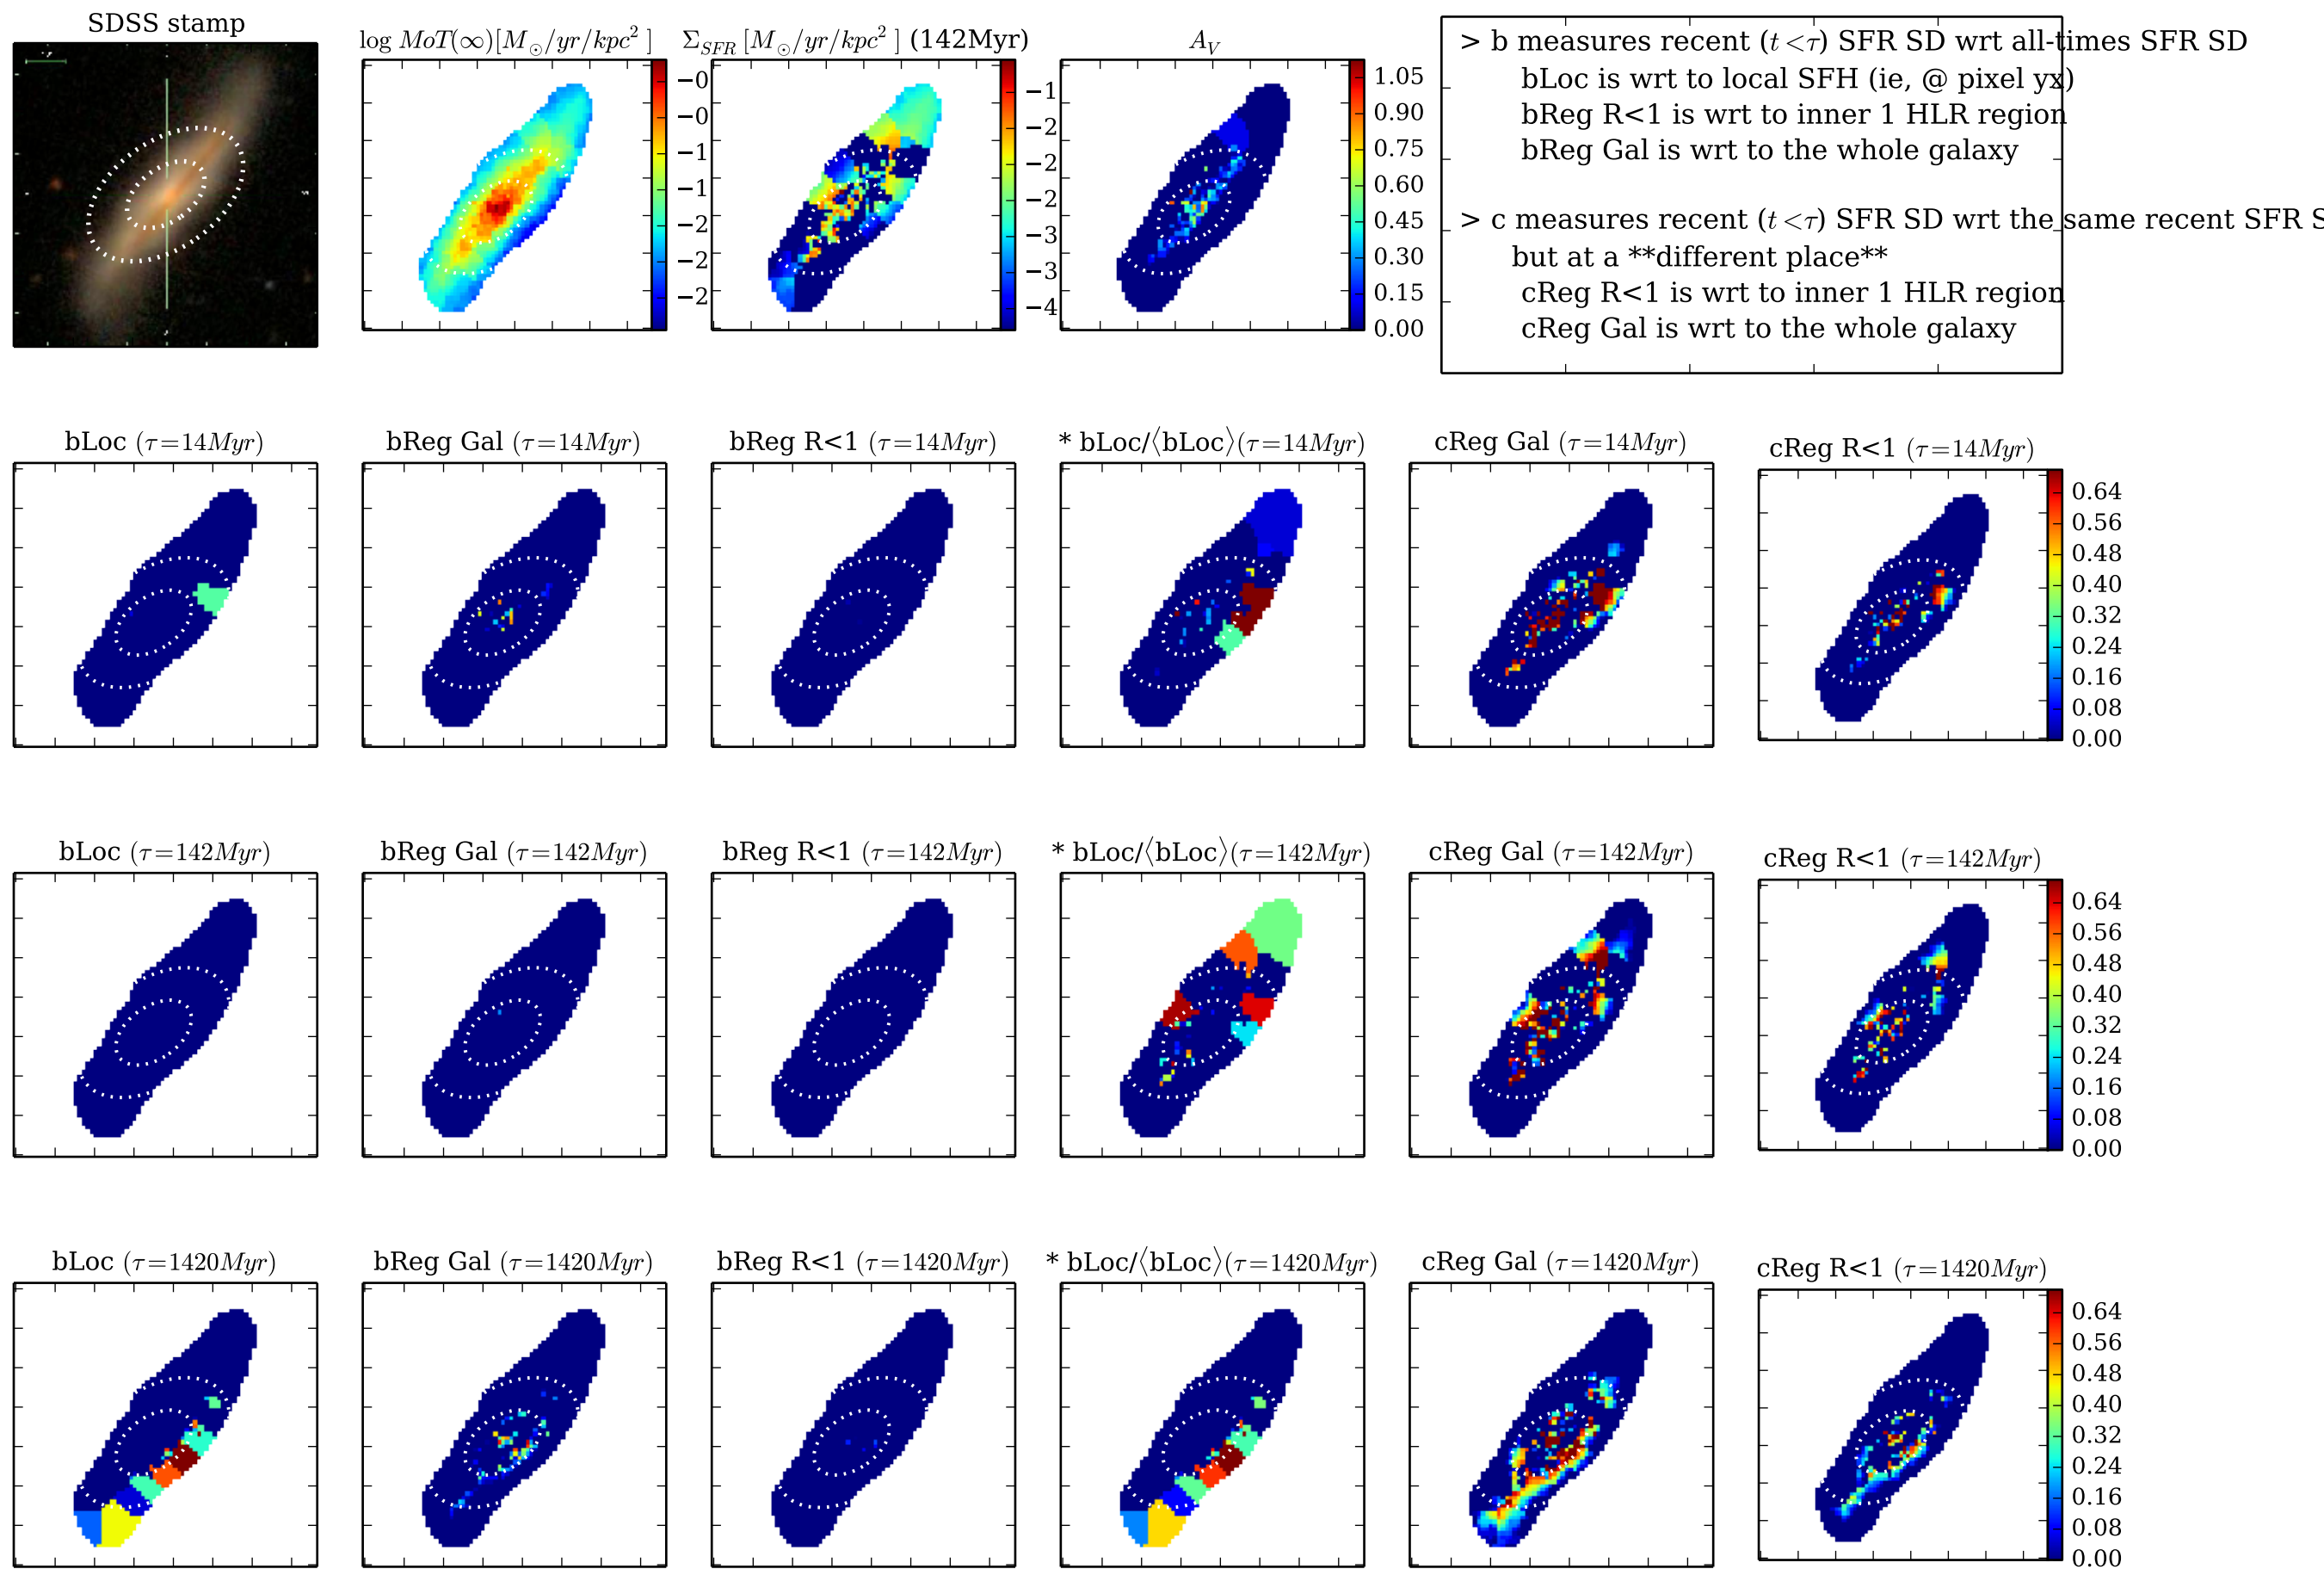 SDSS stamp
log MoT(∞)[M⊙/yr/kpc²]
Σ_SFR [M⊙/yr/kpc²] (142Myr)
A_V
−0
−0
−1
−1
−2
−2
−2
−1
−2
−2
−2
−3
−3
−4
1.05
0.90
0.75
0.60
0.45
0.30
0.15
0.00
> b measures recent (t<τ) SFR SD wrt all-times SFR SD
bLoc is wrt to local SFH (ie, @ pixel yx)
bReg R<1 is wrt to inner 1 HLR region
bReg Gal is wrt to the whole galaxy
> c measures recent (t<τ) SFR SD wrt the same recent SFR S
but at a **different place**
cReg R<1 is wrt to inner 1 HLR region
cReg Gal is wrt to the whole galaxy
bLoc (τ=14Myr)
bReg Gal (τ=14Myr)
bReg R<1 (τ=14Myr)
* bLoc/⟨bLoc⟩(τ=14Myr)
cReg Gal (τ=14Myr)
cReg R<1 (τ=14Myr)
0.64
0.56
0.48
0.40
0.32
0.24
0.16
0.08
0.00
bLoc (τ=142Myr)
bReg Gal (τ=142Myr)
bReg R<1 (τ=142Myr)
* bLoc/⟨bLoc⟩(τ=142Myr)
cReg Gal (τ=142Myr)
cReg R<1 (τ=142Myr)
0.64
0.56
0.48
0.40
0.32
0.24
0.16
0.08
0.00
bLoc (τ=1420Myr)
bReg Gal (τ=1420Myr)
bReg R<1 (τ=1420Myr)
* bLoc/⟨bLoc⟩(τ=1420Myr)
cReg Gal (τ=1420Myr)
cReg R<1 (τ=1420Myr)
0.64
0.56
0.48
0.40
0.32
0.24
0.16
0.08
0.00